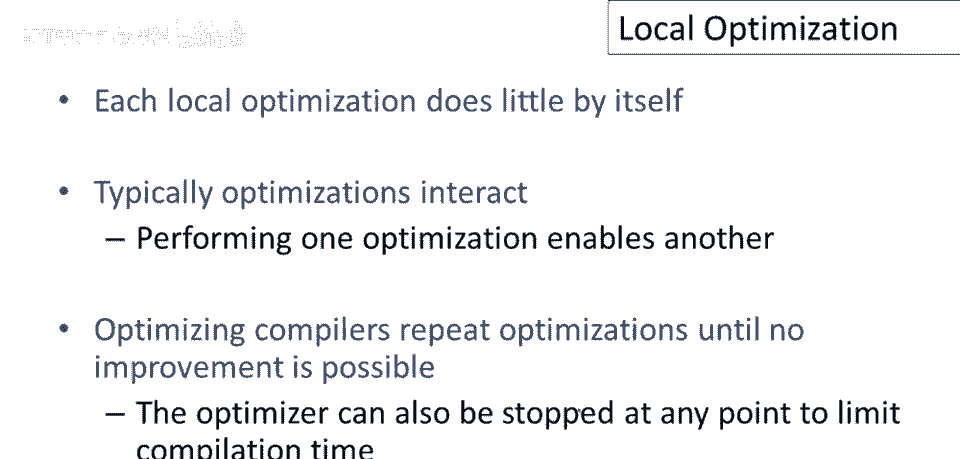 Local Optimization
• Each local optimization does little by itself
• Typically optimizations interact
– Performing one optimization enables another
• Optimizing compilers repeat optimizations until no
improvement is possible
– The optimizer can also be stopped at any point to limit
compilation time